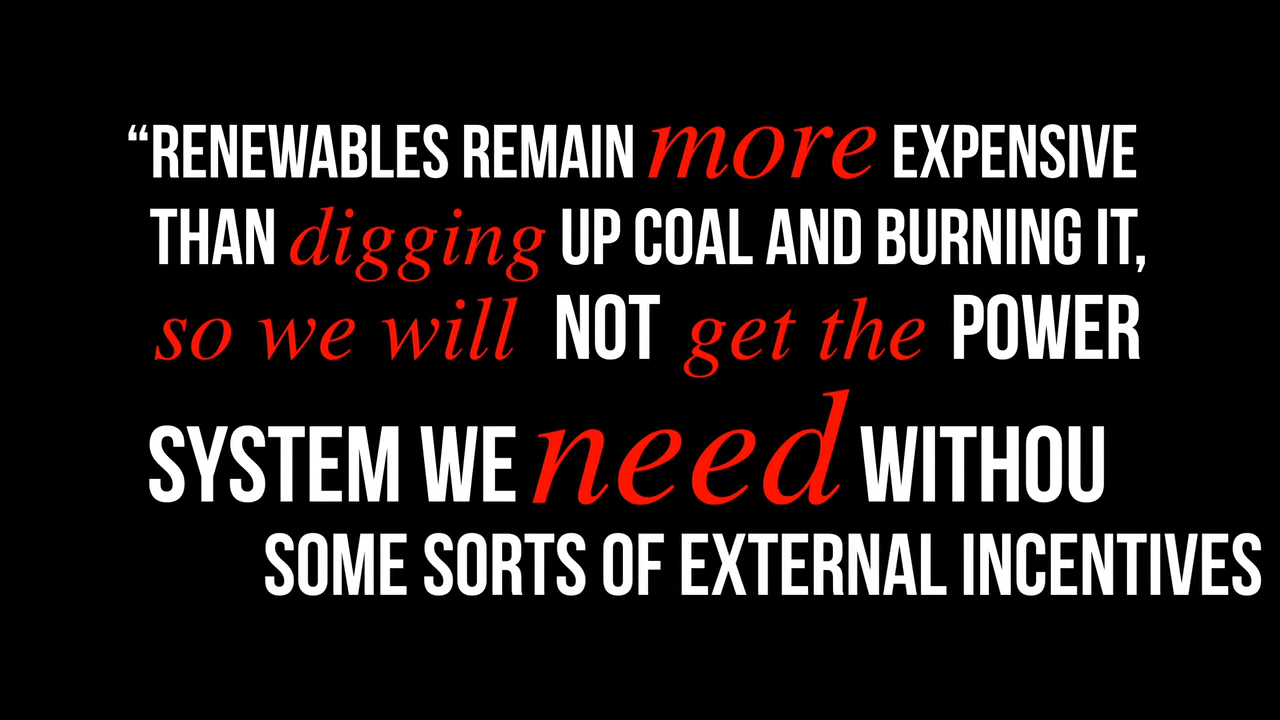 “RENEWABLES REMAIN more EXPENSIVE
THAN digging UP COAL AND BURNING IT,
so we will NOT get the POWER
SYSTEM WE need WITHOU
SOME SORTS OF EXTERNAL INCENTIVES